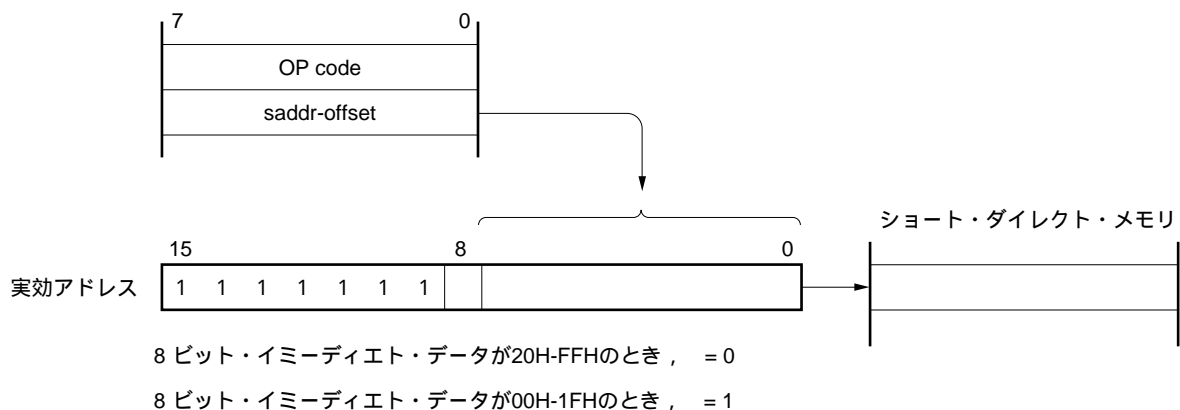 7 0
OP code
saddr-offset
ショート・ダイレクト・メモリ
15 8 0
実効アドレス 1 1 1 1 1 1 1
8 ビット・イミーディエト・データが20H-FFHのとき， = 0
8 ビット・イミーディエト・データが00H-1FHのとき， = 1